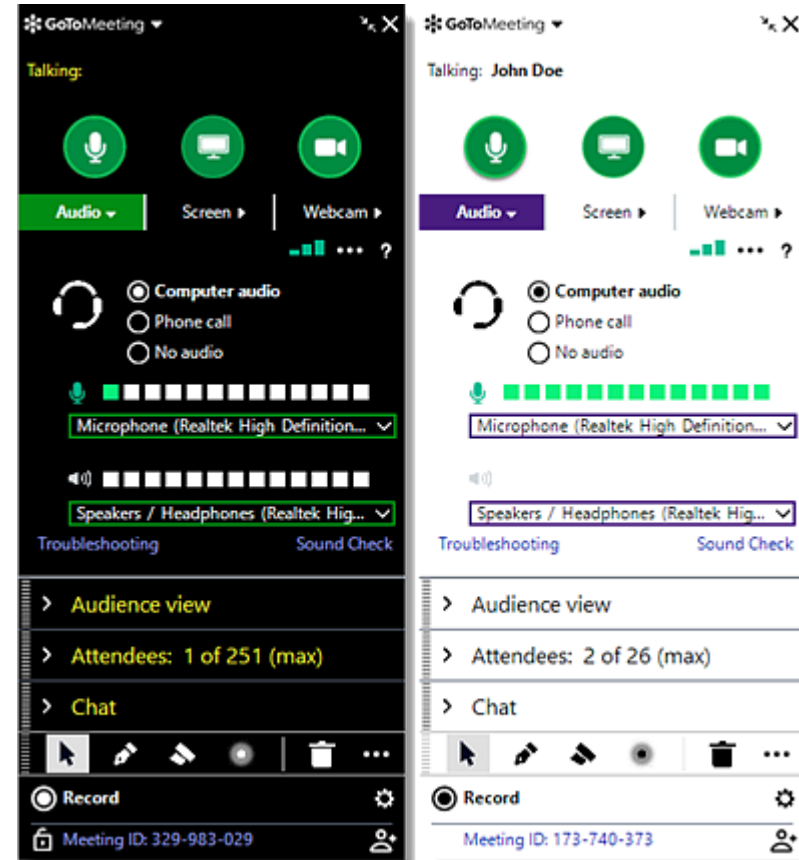 GoToMeeting
Talking:
Audio
Screen
Webcam
?
Computer audio
Phone call
No audio
Microphone (Realtek High Definition...
Speakers / Headphones (Realtek Hig...
Troubleshooting Sound Check
Audience view
Attendees: 1 of 251 (max)
Chat
Record
Meeting ID: 329-983-029
GoToMeeting
Talking: John Doe
Audio
Screen
Webcam
?
Computer audio
Phone call
No audio
Microphone (Realtek High Definition...
Speakers / Headphones (Realtek Hig...
Troubleshooting Sound Check
Audience view
Attendees: 2 of 26 (max)
Chat
Record
Meeting ID: 173-740-373